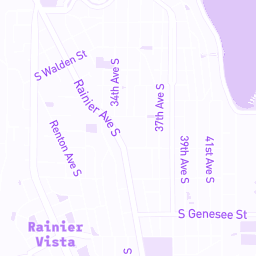 S Walden St
34th Ave S
Rainier Ave S
37th Ave S
Renton Ave S
39th Ave S
41st Ave S
S Genesee St
Rainier
Vista
S